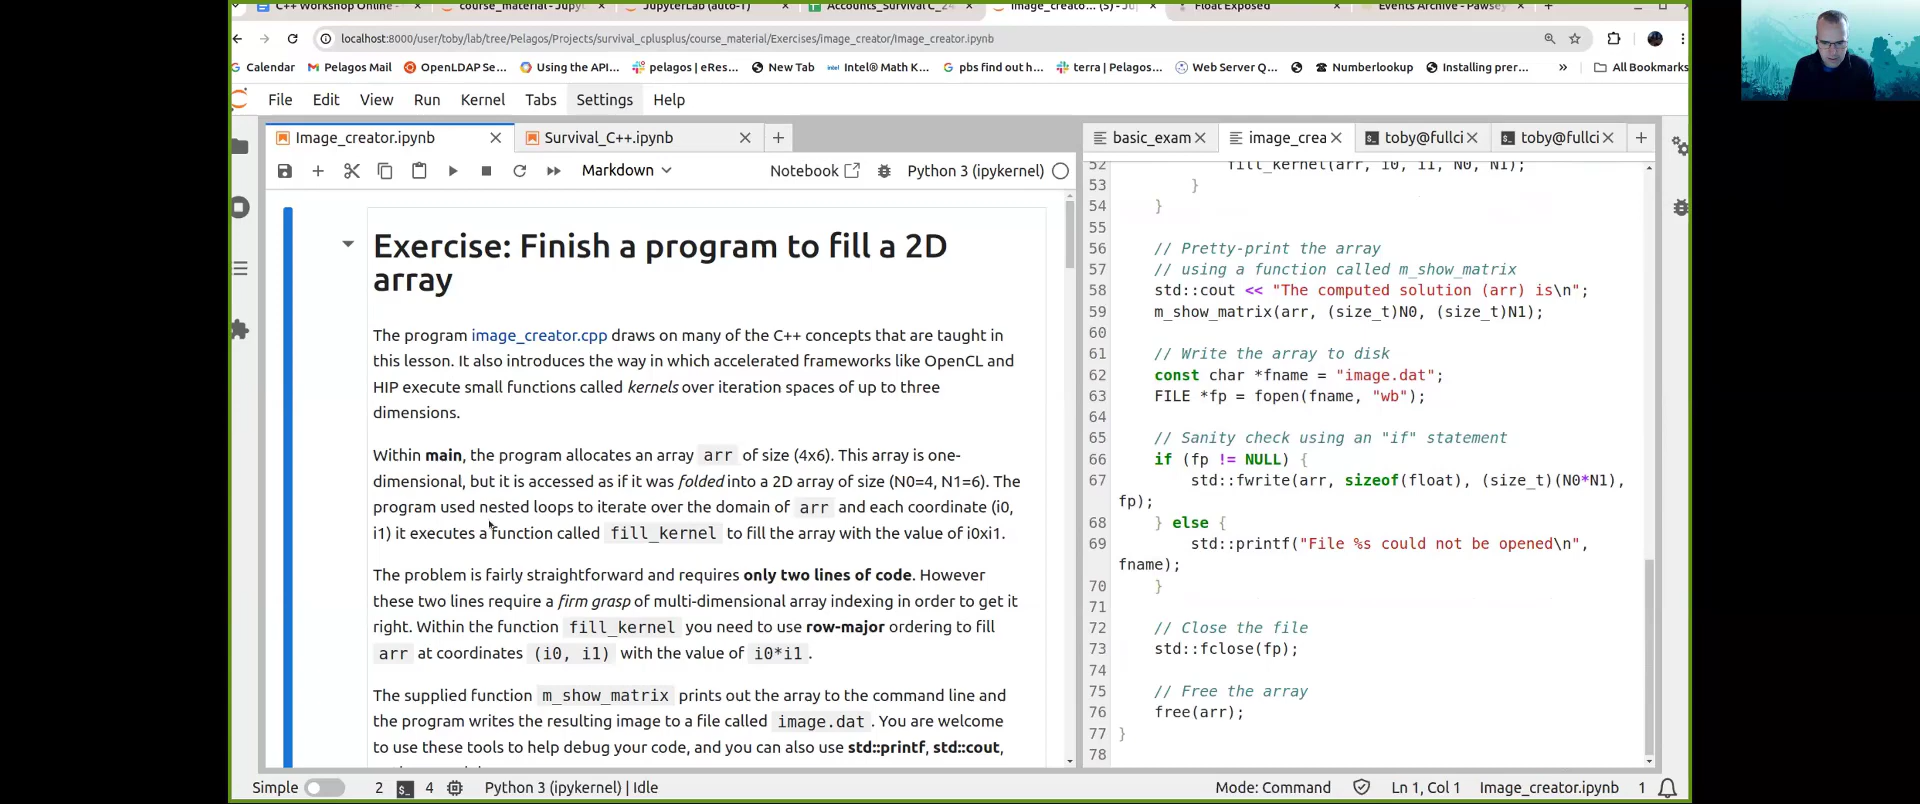 C++ Workshop Online -
course_material - Jupyt
JupyterLab (auto-1)
Accounts_Survival C_24
image_creato... (5) - Ju
Float Exposed
Events Archive - Pawsey
localhost:8000/user/toby/lab/tree/Pelagos/Projects/survival_cplusplus/course_material/Exercises/image_creator/Image_creator.ipynb
Calendar
Pelagos Mail
OpenLDAP Se...
Using the API...
pelagos | eRes...
New Tab
Intel® Math K...
pbs find out h...
terra | Pelagos...
Web Server Q...
Numberlookup
Installing prer...
»
All Bookmarks
File Edit View Run Kernel Tabs Settings Help
Image_creator.ipynb
Survival_C++.ipynb
basic_exam
image_crea
toby@fullci
toby@fullci
Markdown
Notebook
Python 3 (ipykernel)
Exercise: Finish a program to fill a 2D
array
The program image_creator.cpp draws on many of the C++ concepts that are taught in
this lesson. It also introduces the way in which accelerated frameworks like OpenCL and
HIP execute small functions called kernels over iteration spaces of up to three
dimensions.
Within main, the program allocates an array arr of size (4x6). This array is one-
dimensional, but it is accessed as if it was folded into a 2D array of size (N0=4, N1=6). The
program used nested loops to iterate over the domain of arr and each coordinate (i0,
i1) it executes a function called fill_kernel to fill the array with the value of i0xi1.
The problem is fairly straightforward and requires only two lines of code. However
these two lines require a firm grasp of multi-dimensional array indexing in order to get it
right. Within the function fill_kernel you need to use row-major ordering to fill
arr at coordinates (i0, i1) with the value of i0*i1.
The supplied function m_show_matrix prints out the array to the command line and
the program writes the resulting image to a file called image.dat. You are welcome
to use these tools to help debug your code, and you can also use std::printf, std::cout,
52 fill_kernel(arr, i0, i1, N0, N1);
53 }
54 }
55
56 // Pretty-print the array
57 // using a function called m_show_matrix
58 std::cout << "The computed solution (arr) is\n";
59 m_show_matrix(arr, (size_t)N0, (size_t)N1);
60
61 // Write the array to disk
62 const char *fname = "image.dat";
63 FILE *fp = fopen(fname, "wb");
64
65 // Sanity check using an "if" statement
66 if (fp != NULL) {
67 std::fwrite(arr, sizeof(float), (size_t)(N0*N1),
fp);
68 } else {
69 std::printf("File %s could not be opened\n",
fname);
70 }
71
72 // Close the file
73 std::fclose(fp);
74
75 // Free the array
76 free(arr);
77 }
78
Simple 2 4 Python 3 (ipykernel) | Idle Mode: Command Ln 1, Col 1 Image_creator.ipynb 1